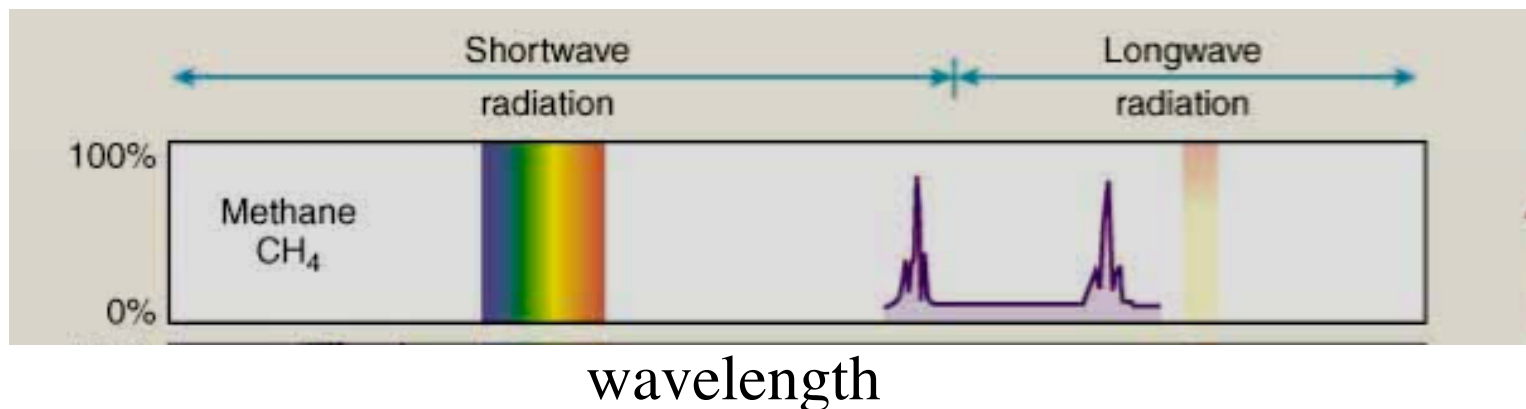 Shortwave
radiation
Longwave
radiation
100%
Methane
CH₄
0%
wavelength